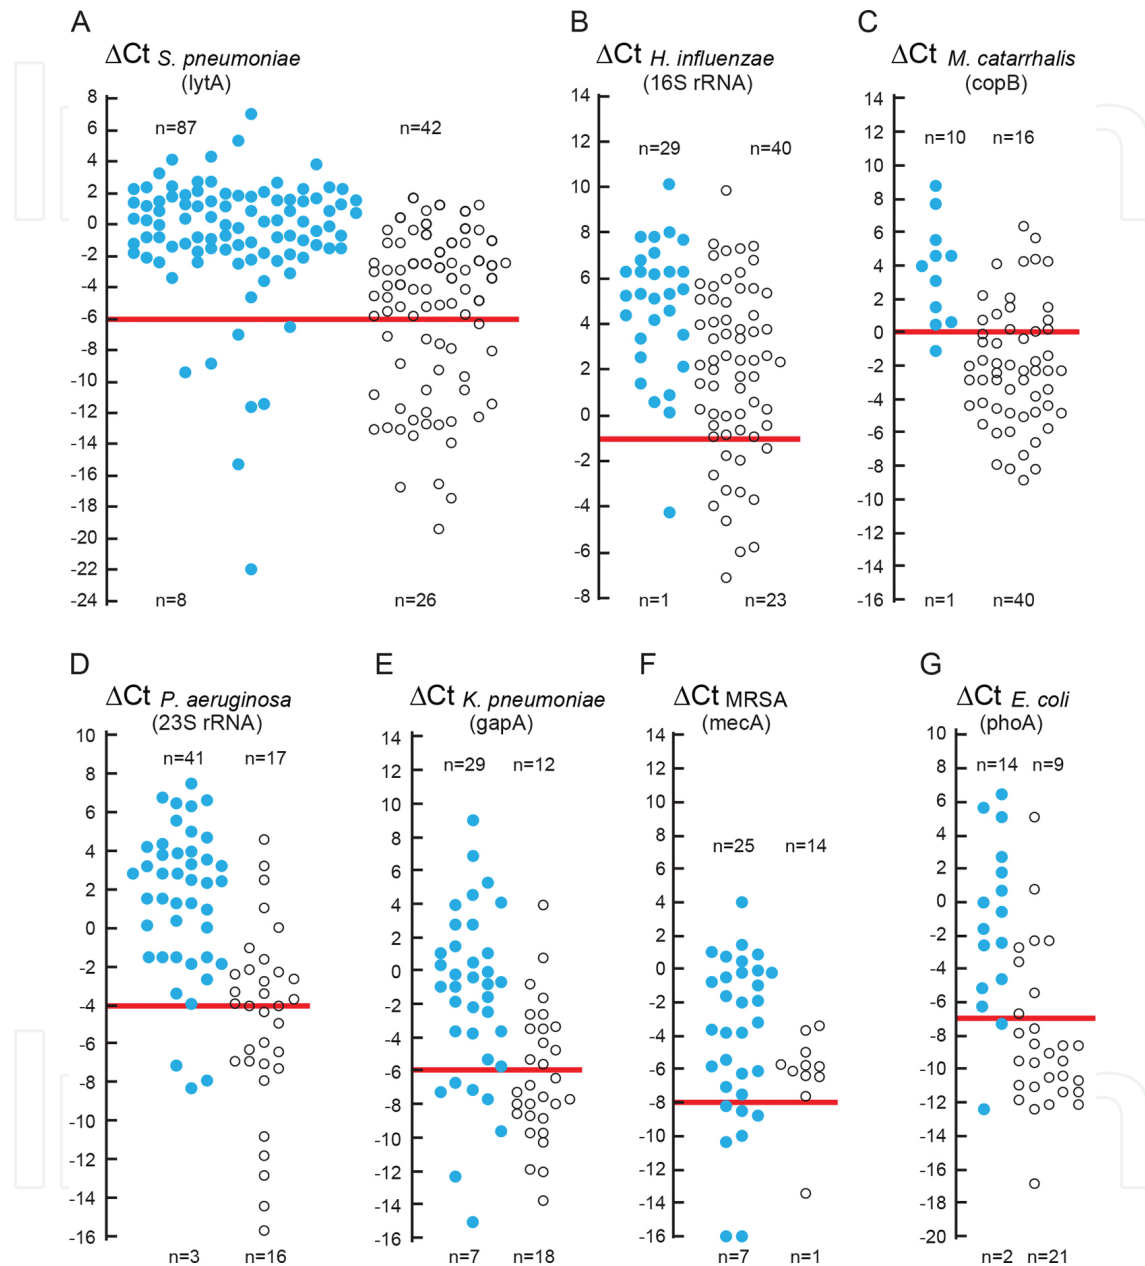 A
ΔCt S. pneumoniae
(lytA)
8
6
4
2
0
-2
-4
-6
-8
-10
-12
-14
-16
-18
-20
-22
-24
n=87
n=42
n=8
n=26
B
ΔCt H. influenzae
(16S rRNA)
14
12
10
8
6
4
2
0
-2
-4
-6
-8
n=29
n=40
n=1
n=23
C
ΔCt M. catarrhalis
(copB)
14
12
10
8
6
4
2
0
-2
-4
-6
-8
-10
-12
-14
-16
n=10
n=16
n=1
n=40
D
ΔCt P. aeruginosa
(23S rRNA)
10
8
6
4
2
0
-2
-4
-6
-8
-10
-12
-14
-16
n=41
n=17
n=3
n=16
E
ΔCt K. pneumoniae
(gapA)
14
12
10
8
6
4
2
0
-2
-4
-6
-8
-10
-12
-14
-16
n=29
n=12
n=7
n=18
F
ΔCt MRSA
(mecA)
14
12
10
8
6
4
2
0
-2
-4
-6
-8
-10
-12
-14
-16
n=25
n=14
n=7
n=1
G
ΔCt E. coli
(phoA)
10
8
6
4
2
0
-2
-4
-6
-8
-10
-12
-14
-16
-18
-20
n=14
n=9
n=2
n=21